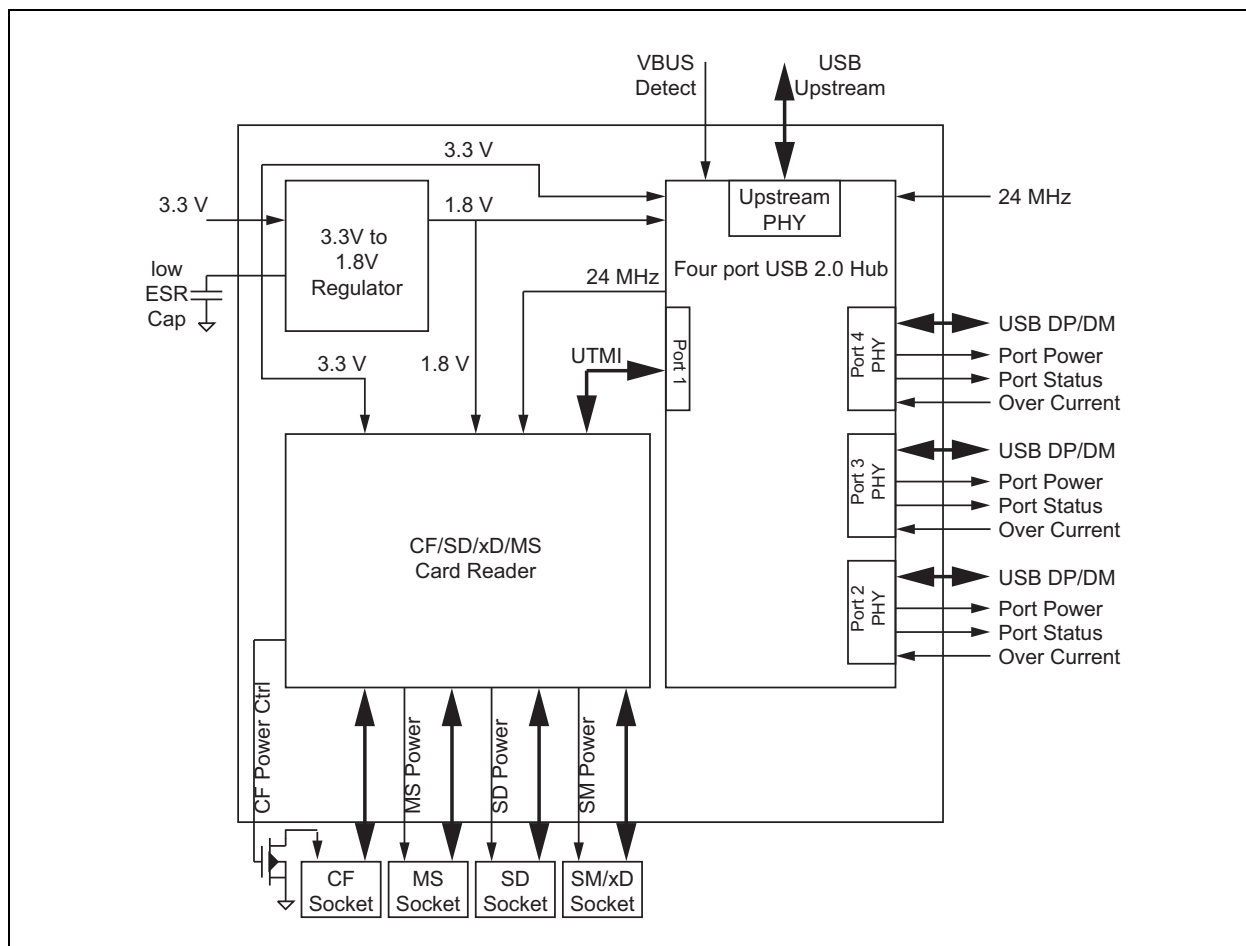 VBUS
Detect
USB
Upstream
3.3 V
3.3 V
1.8 V
3.3V to
1.8V
Regulator
low
ESR
Cap
Upstream
PHY
24 MHz
Four port USB 2.0 Hub
24 MHz
3.3 V
1.8 V
UTMI
Port 1
Port 4
PHY
USB DP/DM
Port Power
Port Status
Over Current
Port 3
PHY
USB DP/DM
Port Power
Port Status
Over Current
Port 2
PHY
USB DP/DM
Port Power
Port Status
Over Current
CF/SD/xD/MS
Card Reader
CF Power Ctrl
MS Power
SD Power
SM Power
CF
Socket
MS
Socket
SD
Socket
SM/xD
Socket